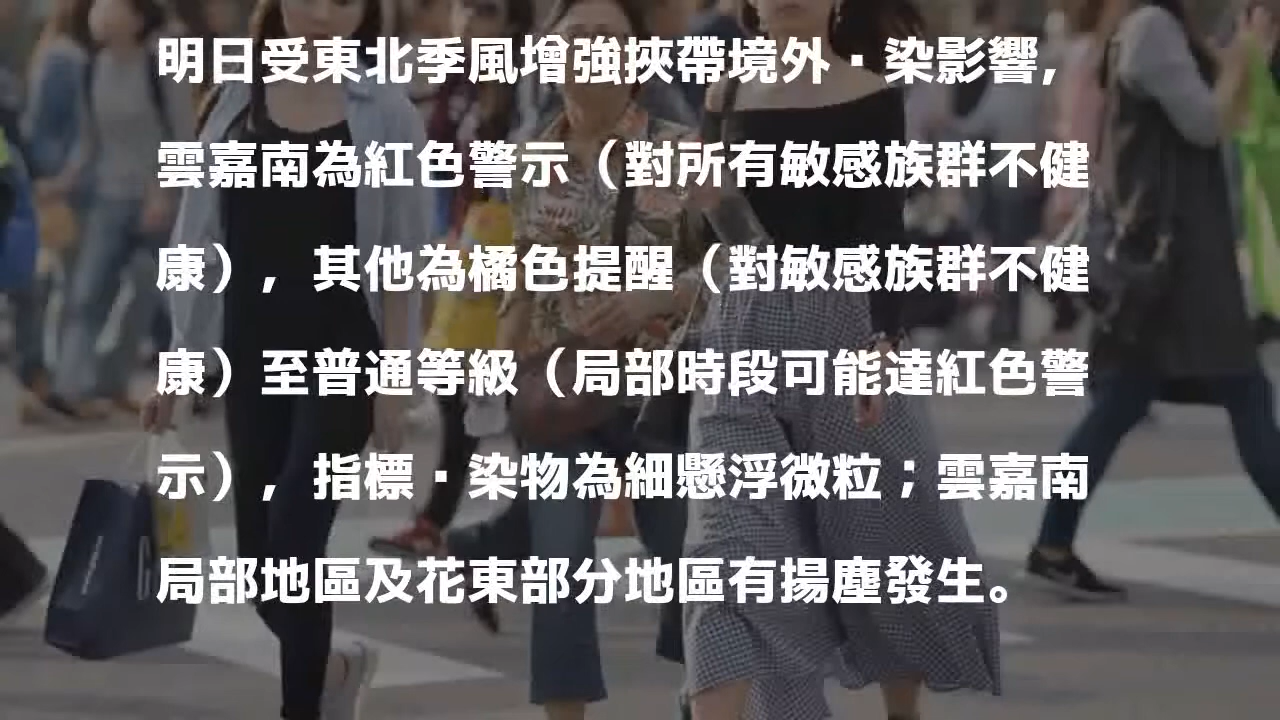 明日受東北季風增強挾帶境外▪染影響,
雲嘉南為紅色警示（對所有敏感族群不健
康）, 其他為橘色提醒（對敏感族群不健
康）至普通等級（局部時段可能達紅色警
示）, 指標▪染物為細懸浮微粒；雲嘉南
局部地區及花東部分地區有揚塵發生。